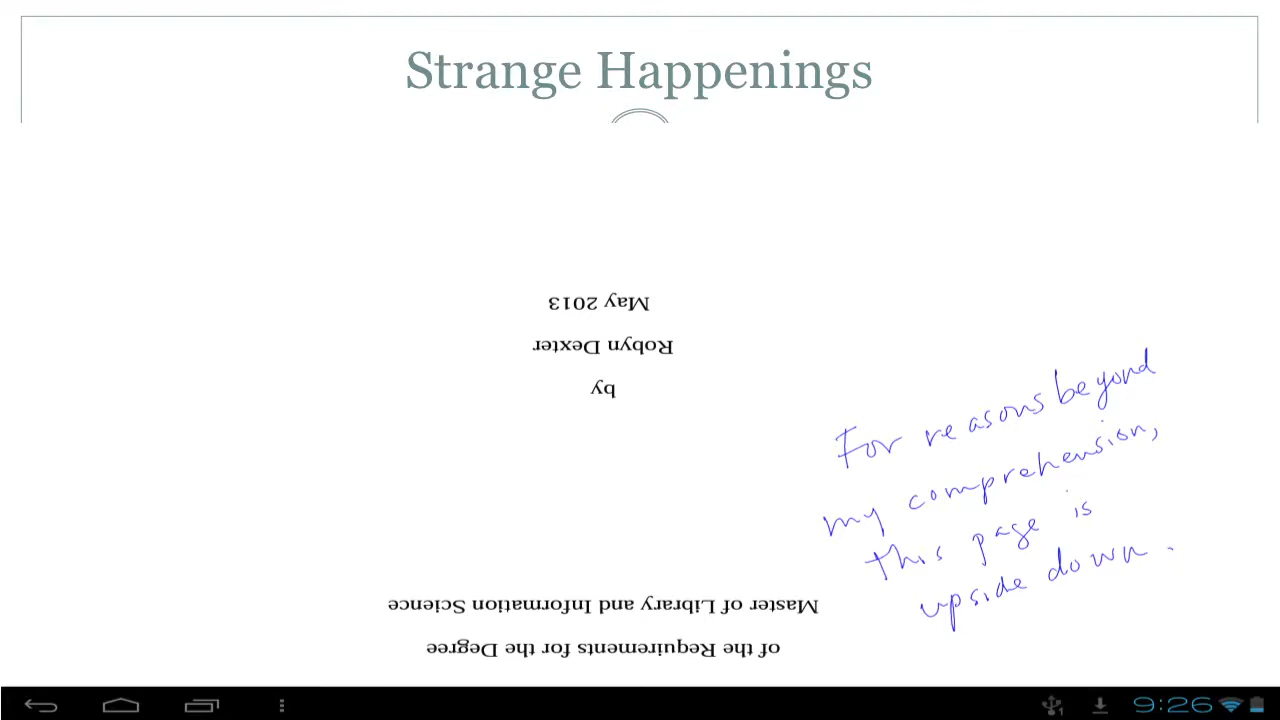 Strange Happenings
May 2013
Robyn Dexter
by
For reasons beyond
my comprehension,
this page is
upside down.
Master of Library and Information Science
of the Requirements for the Degree
9:26